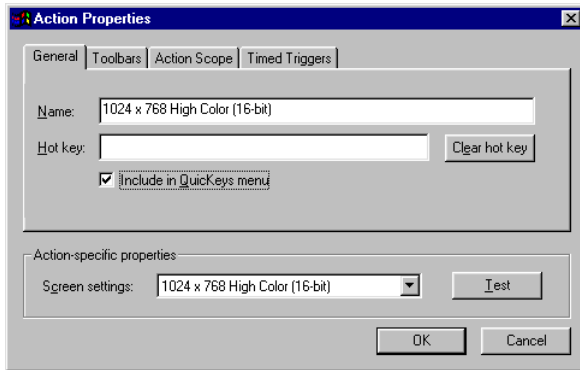 Action Properties
General Toolbars Action Scope Timed Triggers
Name: 1024 x 768 High Color (16-bit)
Hot key: Clear hot key
Include in QuicKeys menu
Action-specific properties
Screen settings: 1024 x 768 High Color (16-bit) Test
OK Cancel